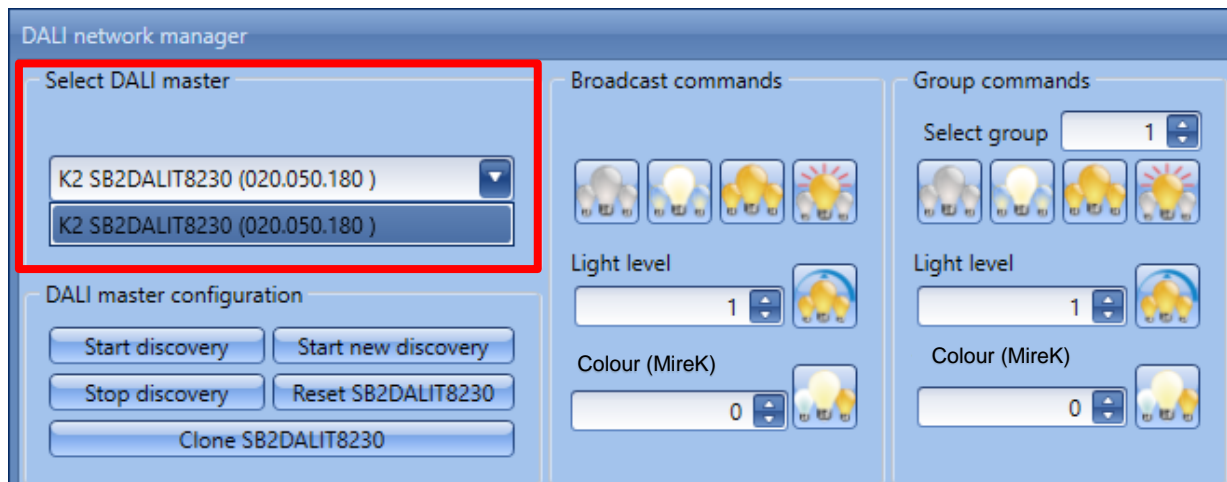 DALI network manager
Select DALI master
K2 SB2DALIT8230 (020.050.180 )
K2 SB2DALIT8230 (020.050.180 )
DALI master configuration
Start discovery
Start new discovery
Stop discovery
Reset SB2DALIT8230
Clone SB2DALIT8230
Broadcast commands
Light level
1
Colour (MireK)
0
Group commands
Select group
1
Light level
1
Colour (MireK)
0